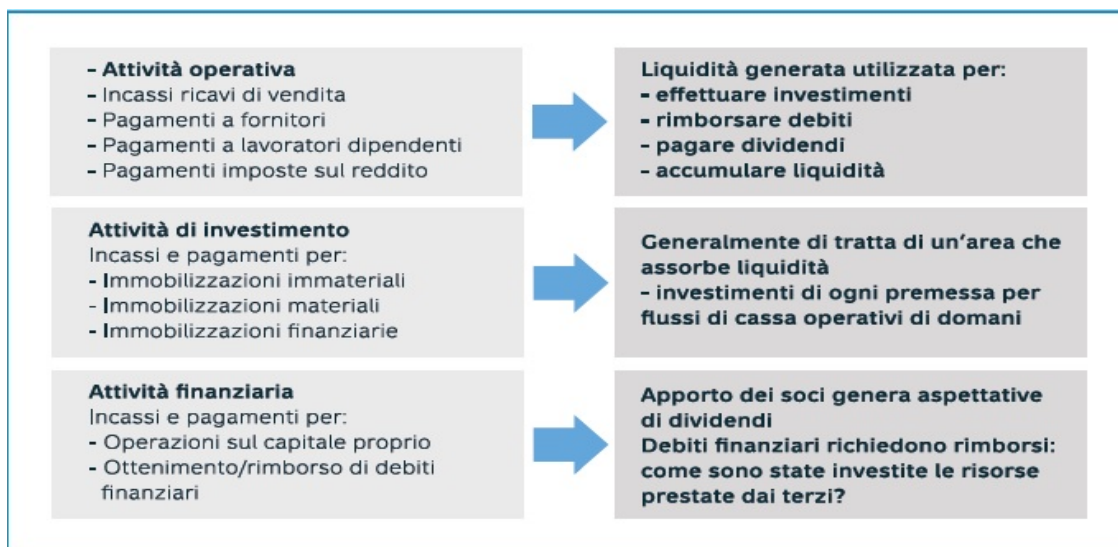 - Attività operativa
- Incassi ricavi di vendita
- Pagamenti a fornitori
- Pagamenti a lavoratori dipendenti
- Pagamenti imposte sul reddito
Liquidità generata utilizzata per:
- effettuare investimenti
- rimborsare debiti
- pagare dividendi
- accumulare liquidità
Attività di investimento
Incassi e pagamenti per:
- Immobilizzazioni immateriali
- Immobilizzazioni materiali
- Immobilizzazioni finanziarie
Generalmente di tratta di un'area che
assorbe liquidità
- investimenti di ogni premessa per
flussi di cassa operativi di domani
Attività finanziaria
Incassi e pagamenti per:
- Operazioni sul capitale proprio
- Ottenimento/rimborso di debiti
finanziari
Apporto dei soci genera aspettative
di dividendi
Debiti finanziari richiedono rimborsi:
come sono state investite le risorse
prestate dai terzi?